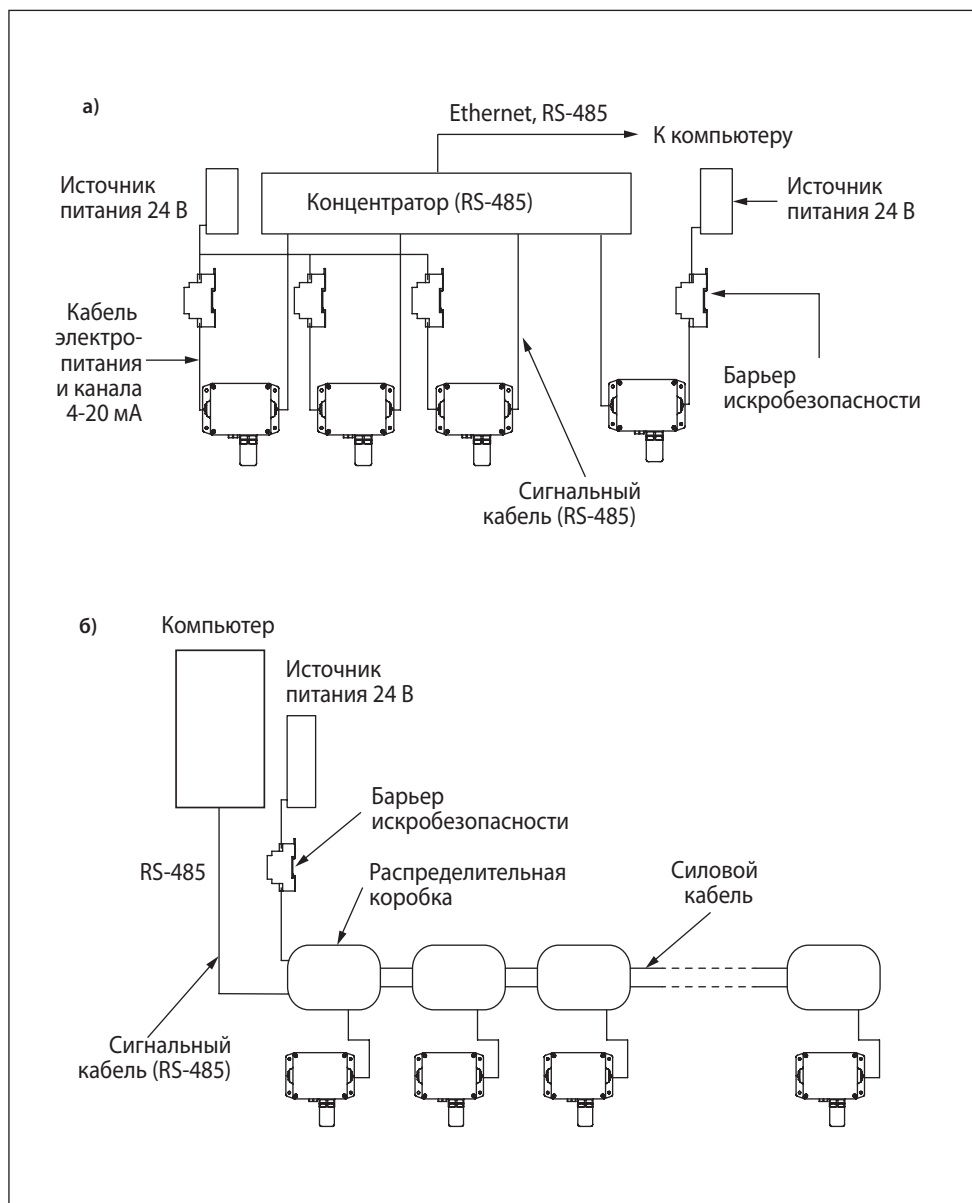 а)
Ethernet, RS-485
К компьютеру
Источник
питания 24 В
Концентратор (RS-485)
Источник
питания 24 В
Кабель
электро-
питания
и канала
4-20 мА
Барьер
искробезопасности
Сигнальный
кабель (RS-485)
б)
Компьютер
Источник
питания 24 В
Барьер
искробезопасности
RS-485
Распределительная
коробка
Силовой
кабель
Сигнальный
кабель (RS-485)